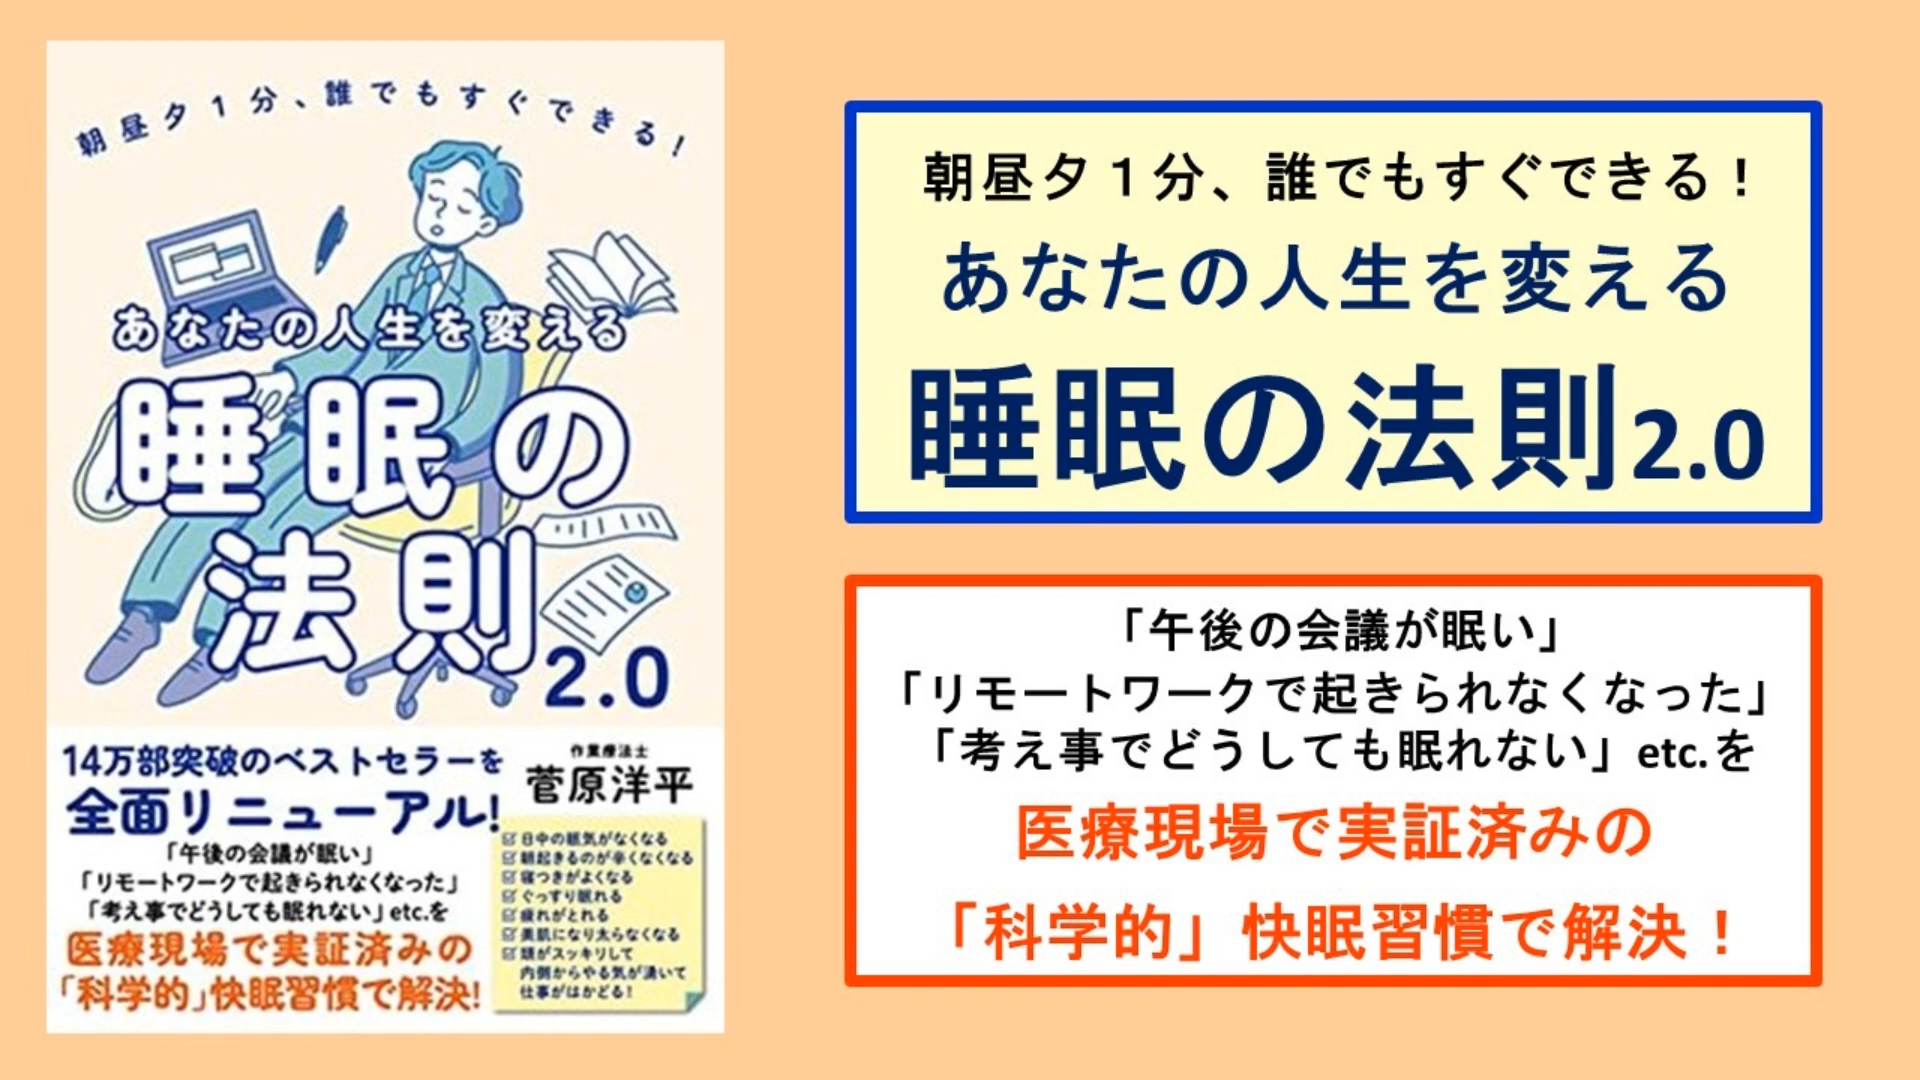 朝昼夕1分、誰でもすぐできる!
あなたの人生を変える
睡眠の
法則
2.0
14万部突破のベストセラーを
全面リニューアル!
「午後の会議が眠い」
「リモートワークで起きられなくなった」
「考え事でどうしても眠れない」etc.を
医療現場で実証済みの
「科学的」快眠習慣で解決!
作業療法士
菅原洋平
☑日中の眠気がなくなる
☑朝起きるのが辛くなくなる
☑寝つきがよくなる
☑ぐっすり眠れる
☑疲れがとれる
☑美肌になり太らなくなる
☑頭がスッキリして
内側からやる気が湧いて
仕事がはかどる!
朝昼夕1分、誰でもすぐできる!
あなたの人生を変える
睡眠の法則2.0
「午後の会議が眠い」
「リモートワークで起きられなくなった」
「考え事でどうしても眠れない」etc.を
医療現場で実証済みの
「科学的」快眠習慣で解決!